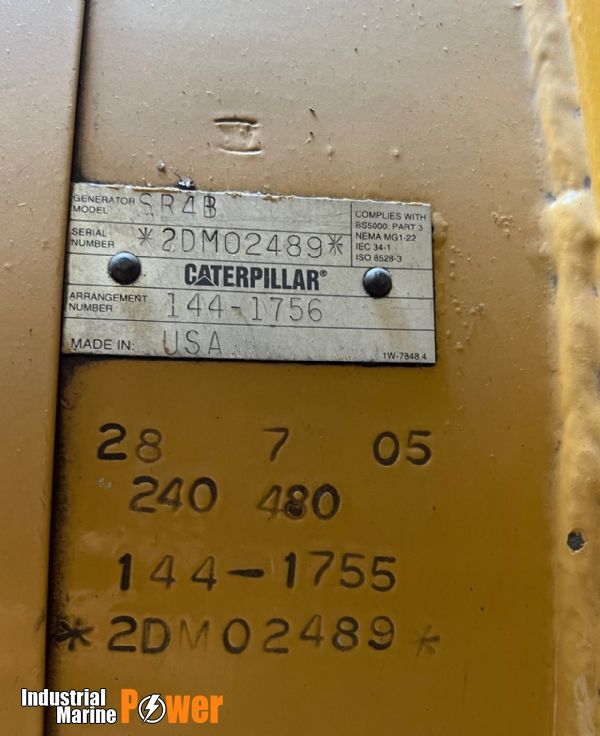 GENERATOR MODEL SR4B
SERIAL NUMBER *2DM02489*
COMPLIES WITH
BS5000: PART 3
NEMA MG1-22
IEC 34-1
ISO 8528-3
CATERPILLAR®
ARRANGEMENT NUMBER 144-1756
MADE IN: USA
1W-7848 4
28 7 05
240 480
144-1755
*2DM02489*
Industrial
Marine Power